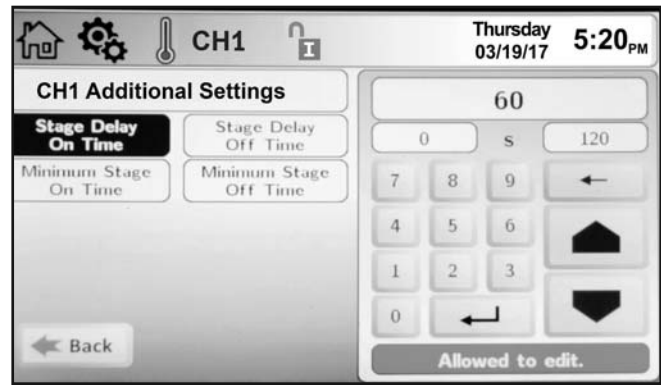 CH1
I
Thursday
03/19/17
5:20PM
CH1 Additional Settings
Stage Delay
On Time
Stage Delay
Off Time
Minimum Stage
On Time
Minimum Stage
Off Time
Back
60
0 s 120
7 8 9
4 5 6
1 2 3
0
Allowed to edit.